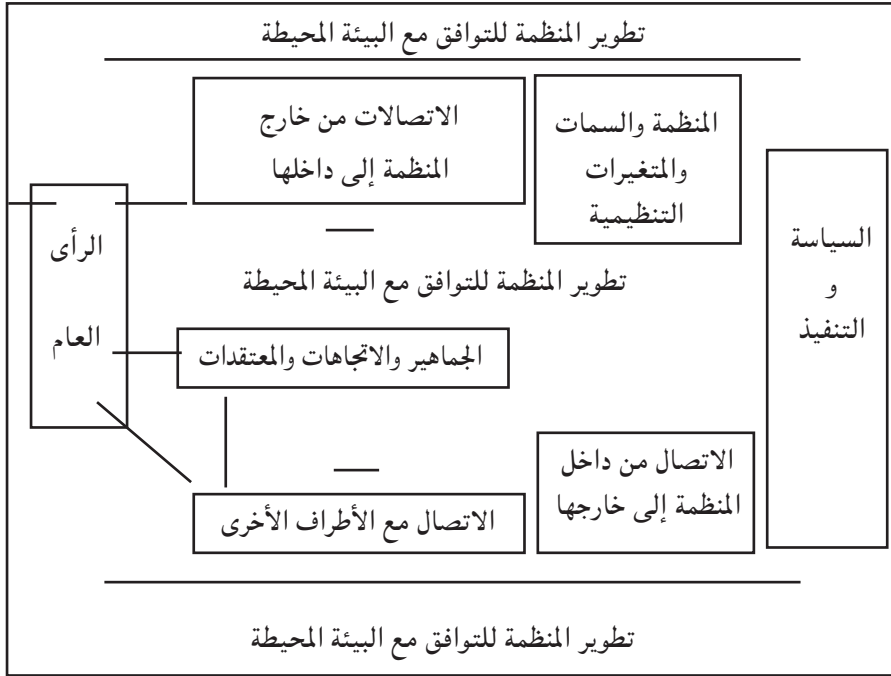 تطوير المنظمة للتوافق مع البيئة المحيطة
المنظمة والسمات
والمتغيرات
التنظيمية
الاتصالات من خارج
المنظمة إلى داخلها
السياسة
و
التنفيذ
الرأى
العام
تطوير المنظمة للتوافق مع البيئة المحيطة
الجماهير والاتجاهات والمعتقدات
الاتصال من داخل
المنظمة إلى خارجها
الاتصال مع الأطراف الأخرى
تطوير المنظمة للتوافق مع البيئة المحيطة